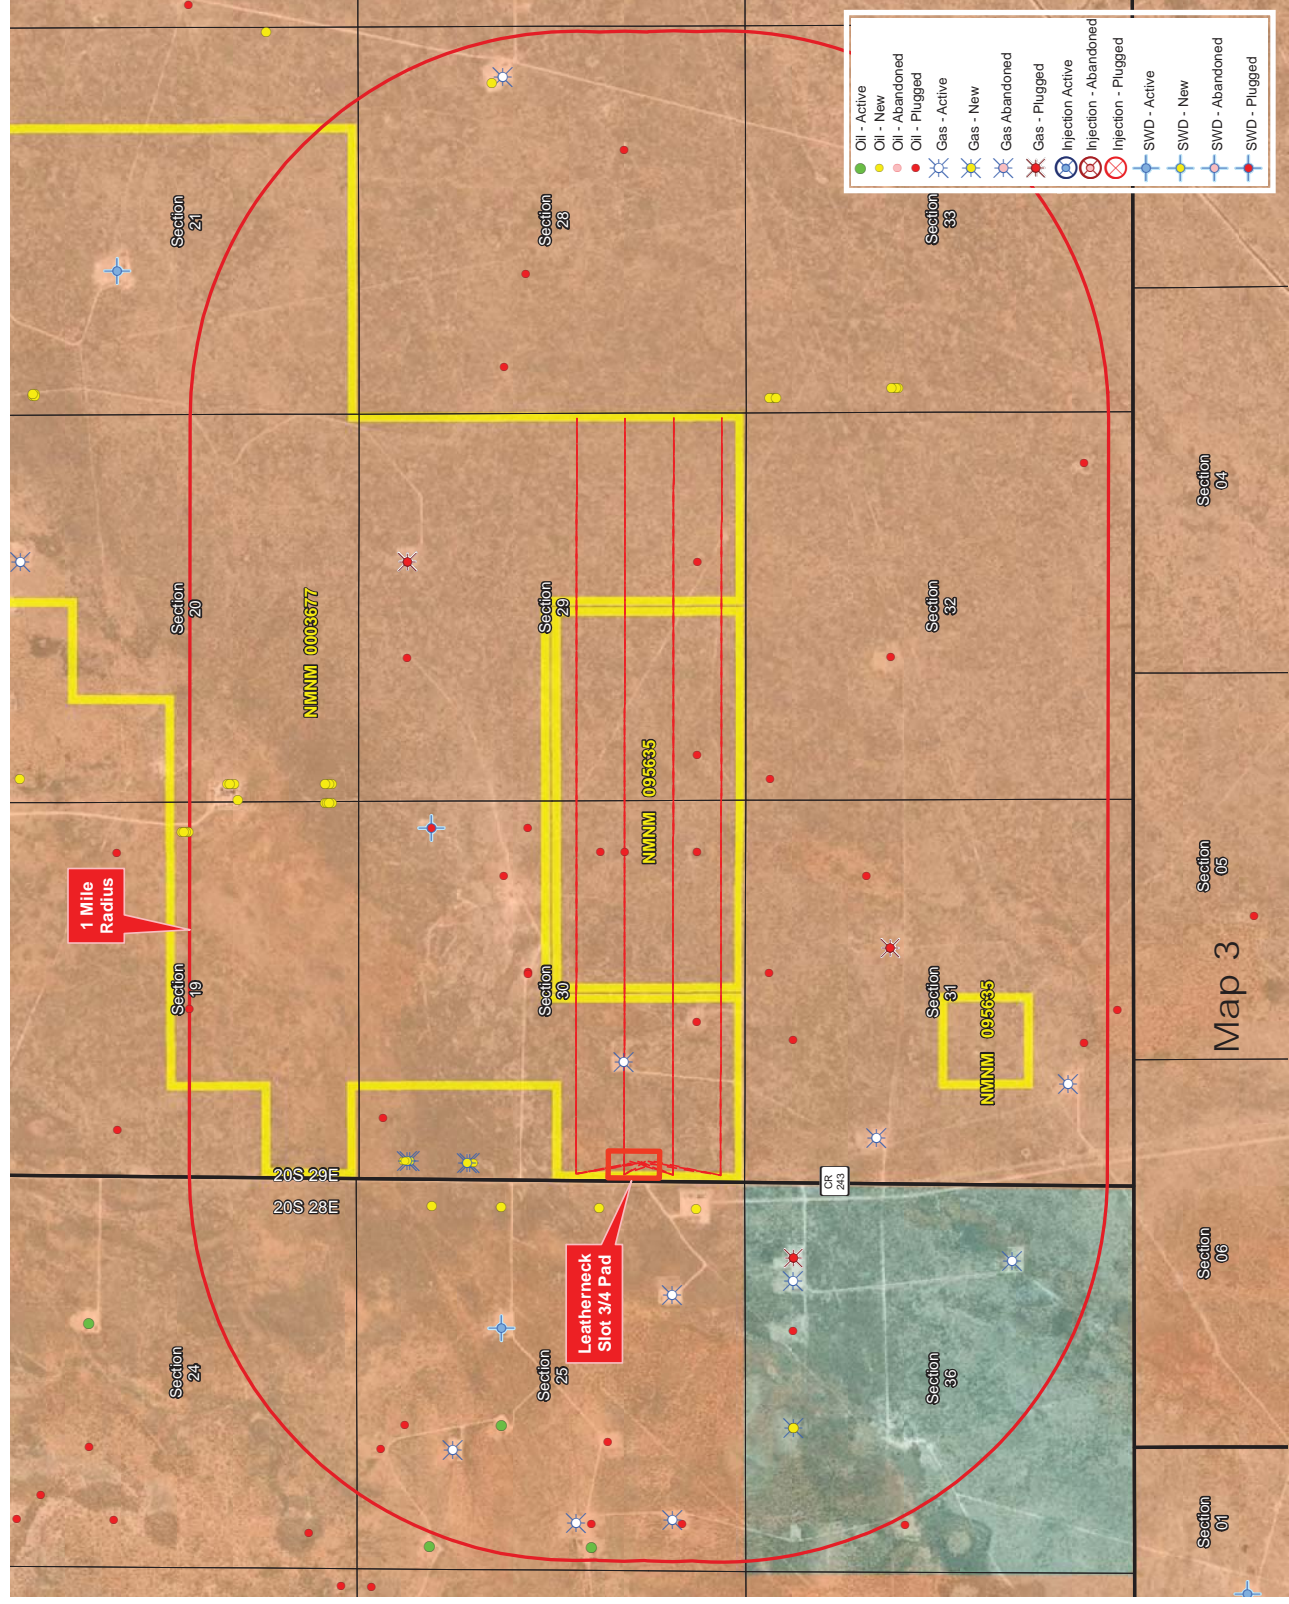 Oil - Active
Oil - New
Oil - Abandoned
Oil - Plugged
Gas - Active
Gas - New
Gas Abandoned
Gas - Plugged
Injection Active
Injection - Abandoned
Injection - Plugged
SWD - Active
SWD - New
SWD - Abandoned
SWD - Plugged
Section
21
Section
28
Section
33
Section
20
Section
29
Section
32
Section
04
NMNM 0003677
NMNM 095635
1 Mile
Radius
Section
19
Section
30
Section
31
Section
05
NMNM 095635
Map 3
20S 29E
20S 28E
CR
243
Leatherneck
Slot 3/4 Pad
Section
24
Section
25
Section
36
Section
06
Section
01